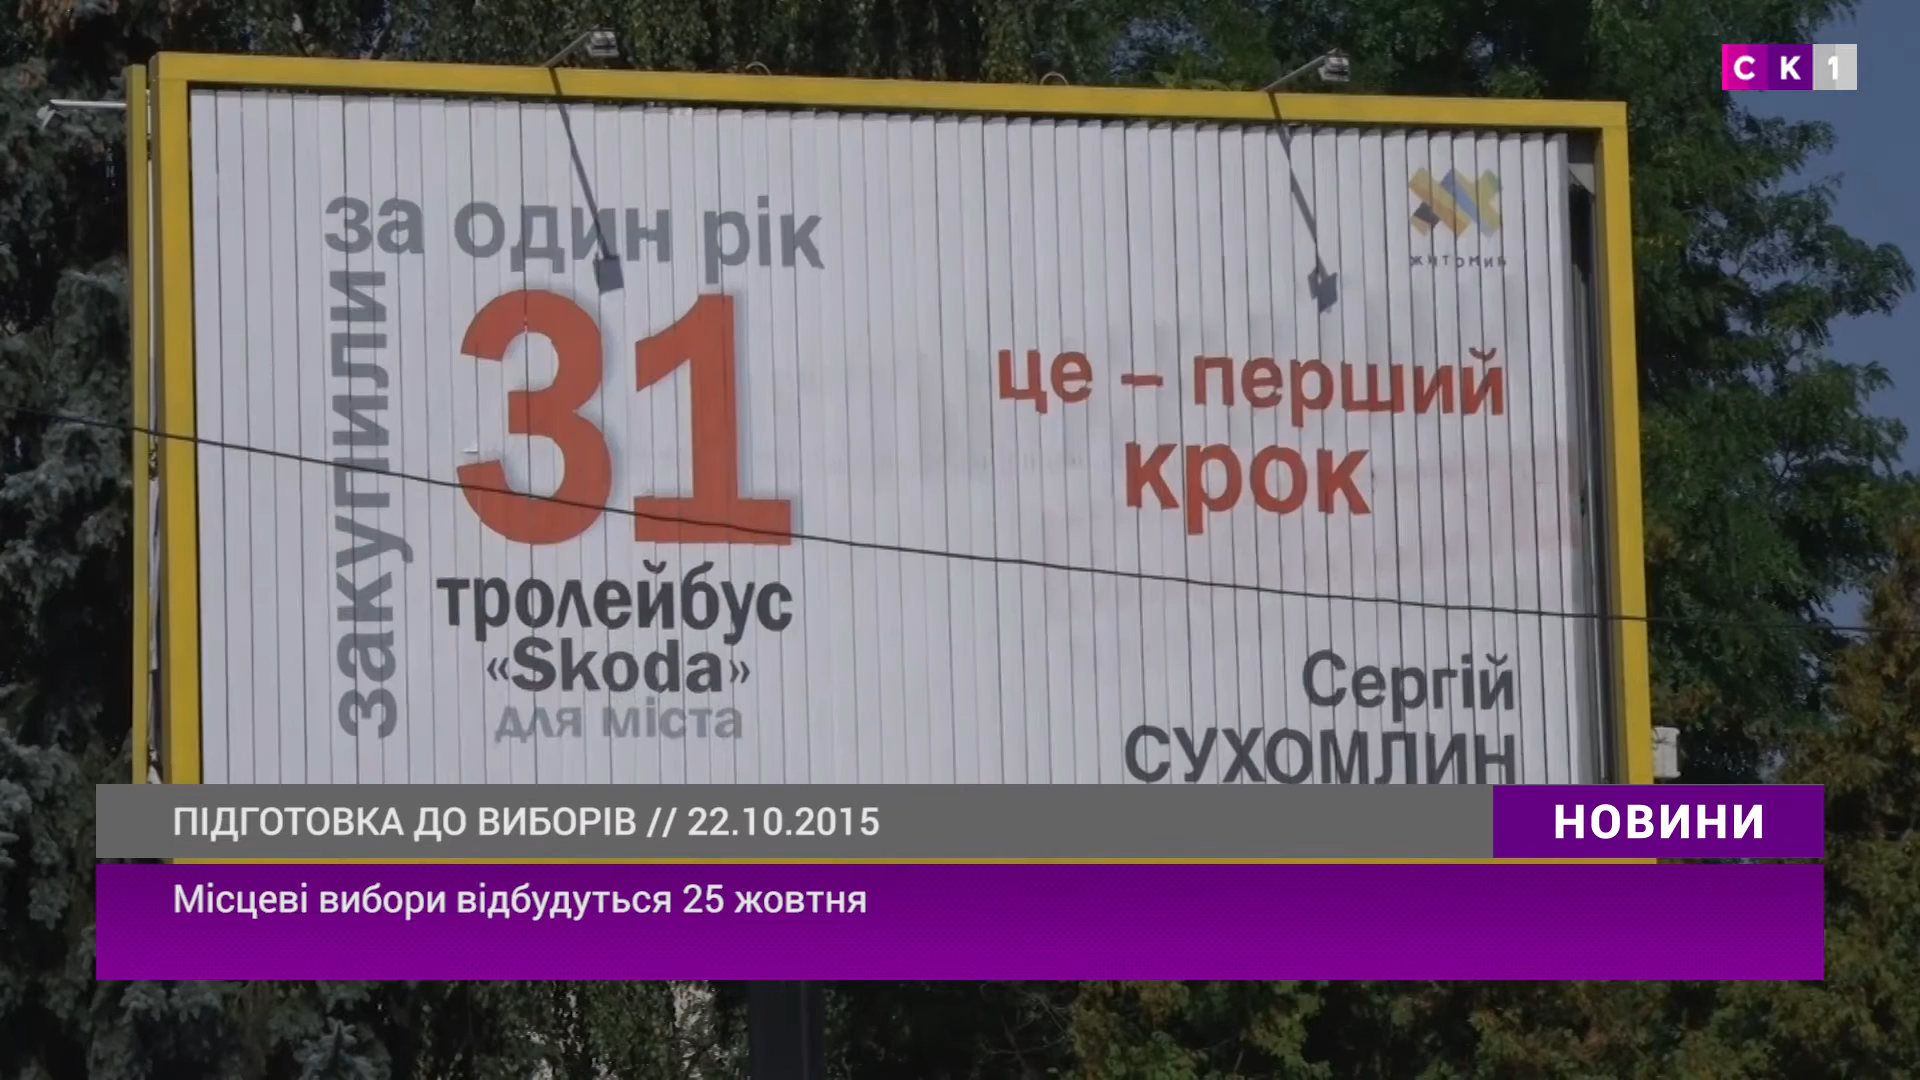 СК1
закупили
за один рік
31
тролейбус
«Skoda»
для міста
житомир
це – перший
крок
Сергій
СУХОМЛИН
ПІДГОТОВКА ДО ВИБОРІВ // 22.10.2015
НОВИНИ
Місцеві вибори відбудуться 25 жовтня